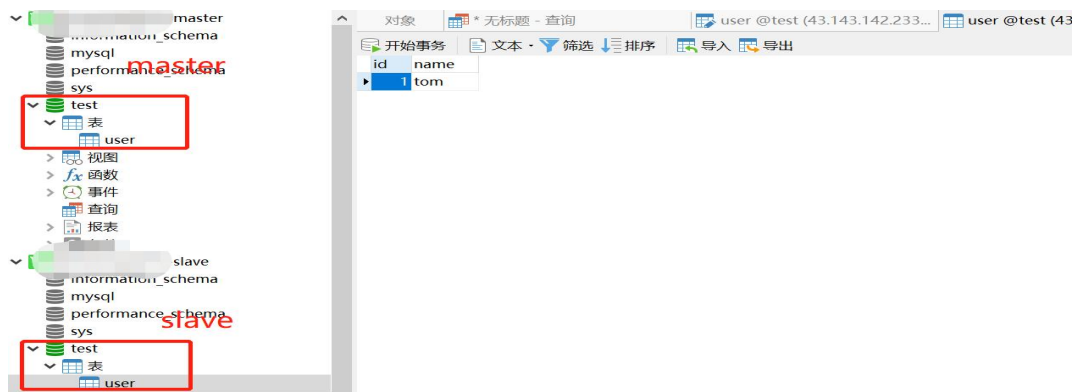 master
information_schema
mysql
performance_schema
master
sys
test
表
user
视图
fx 函数
事件
查询
报表
slave
information_schema
mysql
performance_schema
slave
sys
test
表
user
对象 * 无标题 - 查询 user @test (43.143.142.233... user @test (43
开始事务 文本 · 筛选 排序 导入 导出
id name
1 tom